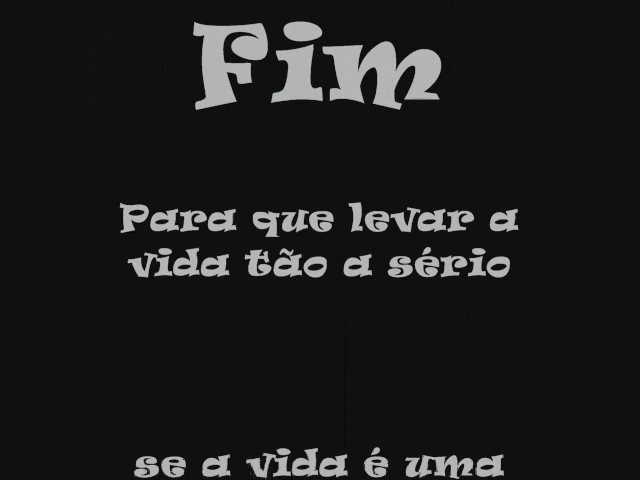 Fim
Para que levar a
vida tão a sério
se a vida é uma